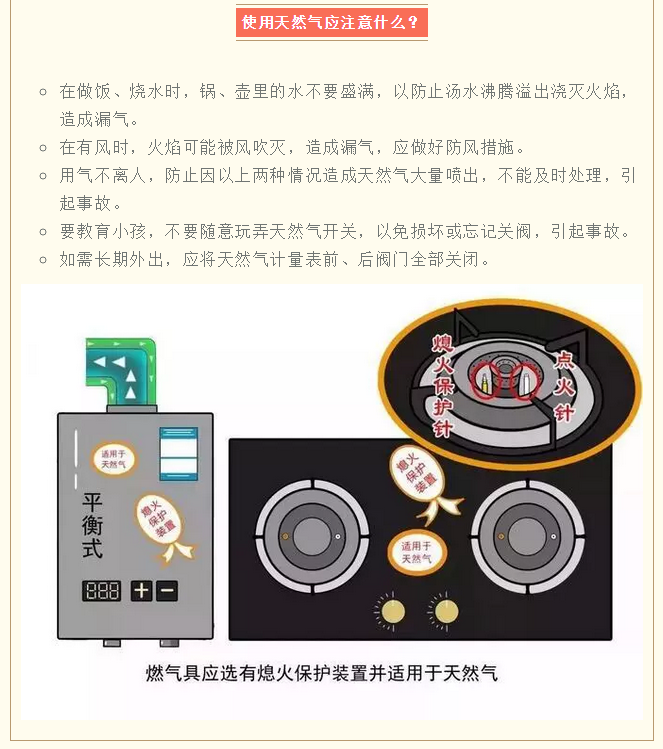 使用天然气应注意什么？
在做饭、烧水时，锅、壶里的水不要盛满，以防止汤水沸腾溢出浇灭火焰，
造成漏气。
在有风时，火焰可能被风吹灭，造成漏气，应做好防风措施。
用气不离人，防止因以上两种情况造成天然气大量喷出，不能及时处理，引
起事故。
要教育小孩，不要随意玩弄天然气开关，以免损坏或忘记关阀，引起事故。
如需长期外出，应将天然气计量表前、后阀门全部关闭。
熄火保护针
点火针
适用于
天然气
熄火
保护
装置
平衡式
888
+
−
熄火
保护
装置
适用于
天然气
燃气具应选有熄火保护装置并适用于天然气